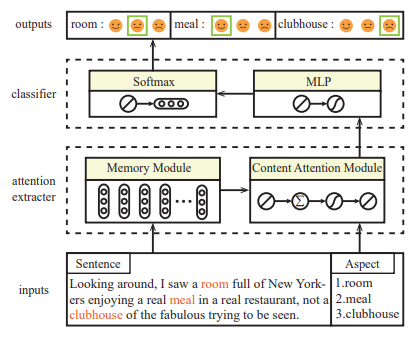 outputs
room :
meal :
clubhouse :
classifier
Softmax
MLP
attention
extracter
Memory Module
Content Attention Module
Σ
inputs
Sentence
Looking around, I saw a room full of New York-
ers enjoying a real meal in a real restaurant, not a
clubhouse of the fabulous trying to be seen.
Aspect
1.room
2.meal
3.clubhouse